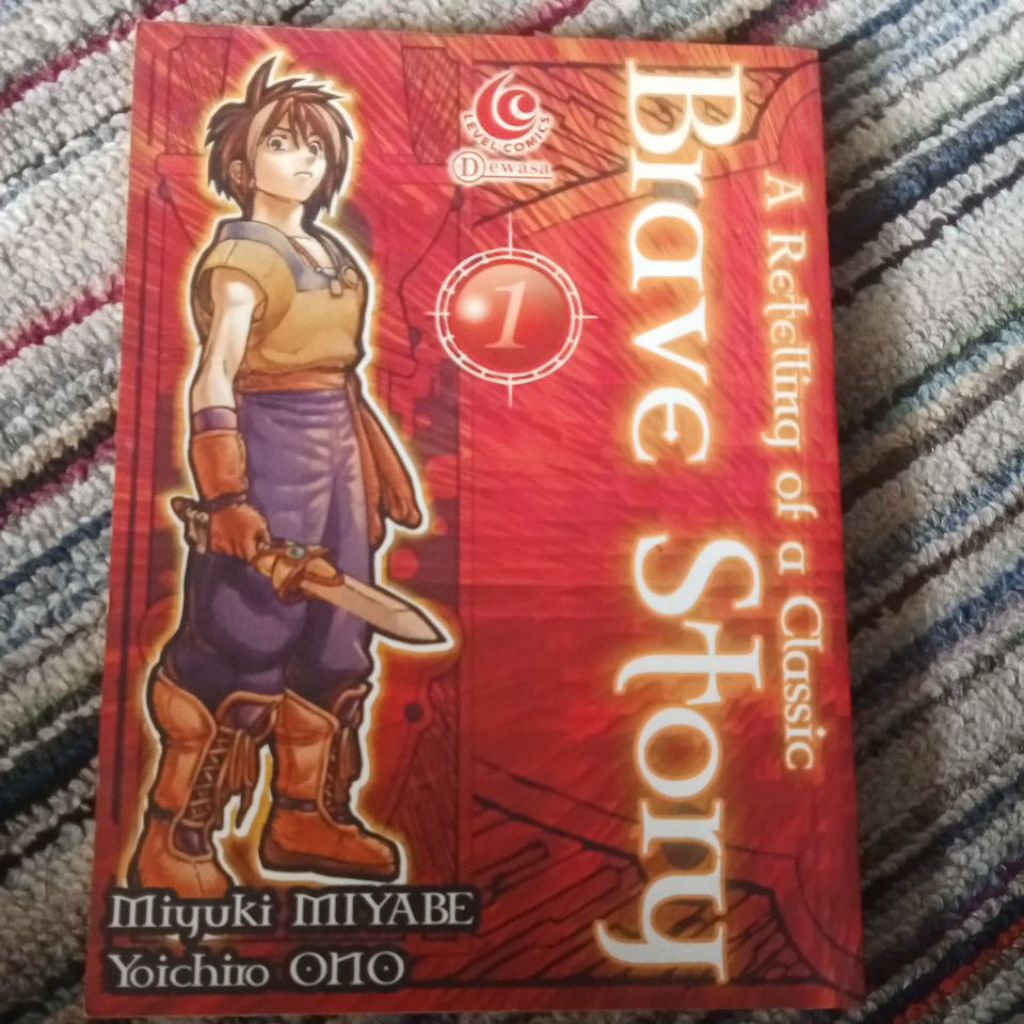 LEVEL COMICS
Dewasa
1
Brave Story
A Retelling of a Classic
Miyuki MIYABE
Yoichiro ONO